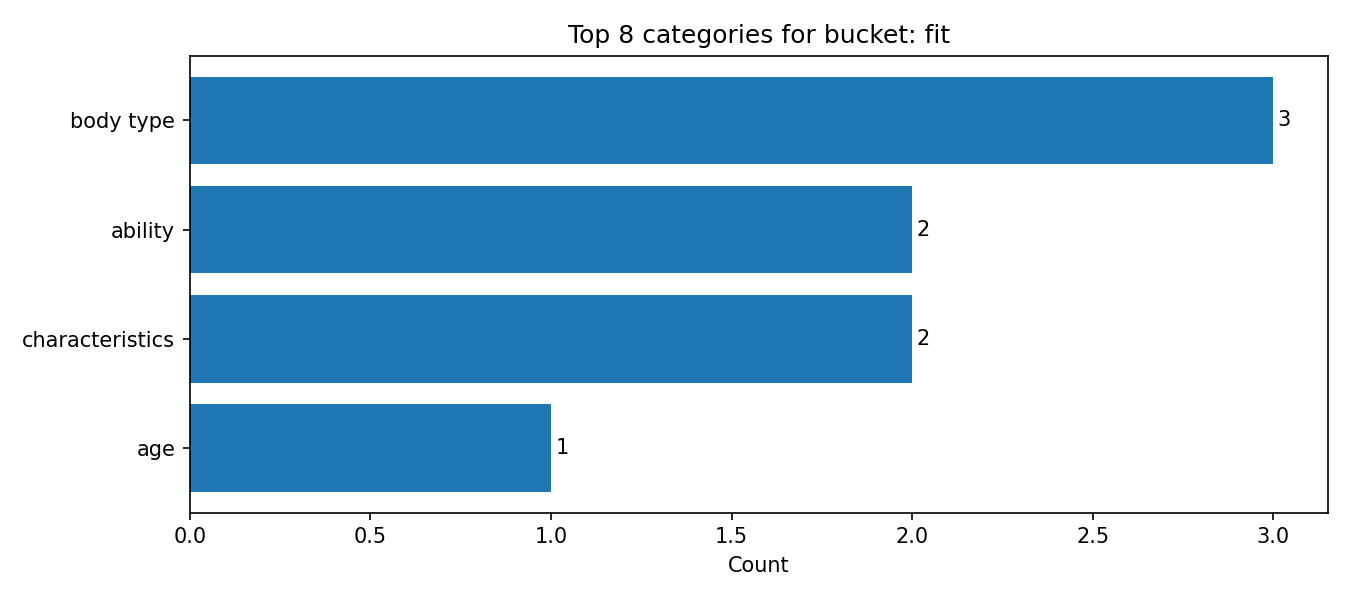 Top 8 categories for bucket: fit
body type
3
ability
2
characteristics
2
age
1
0.0 0.5 1.0 1.5 2.0 2.5 3.0
Count